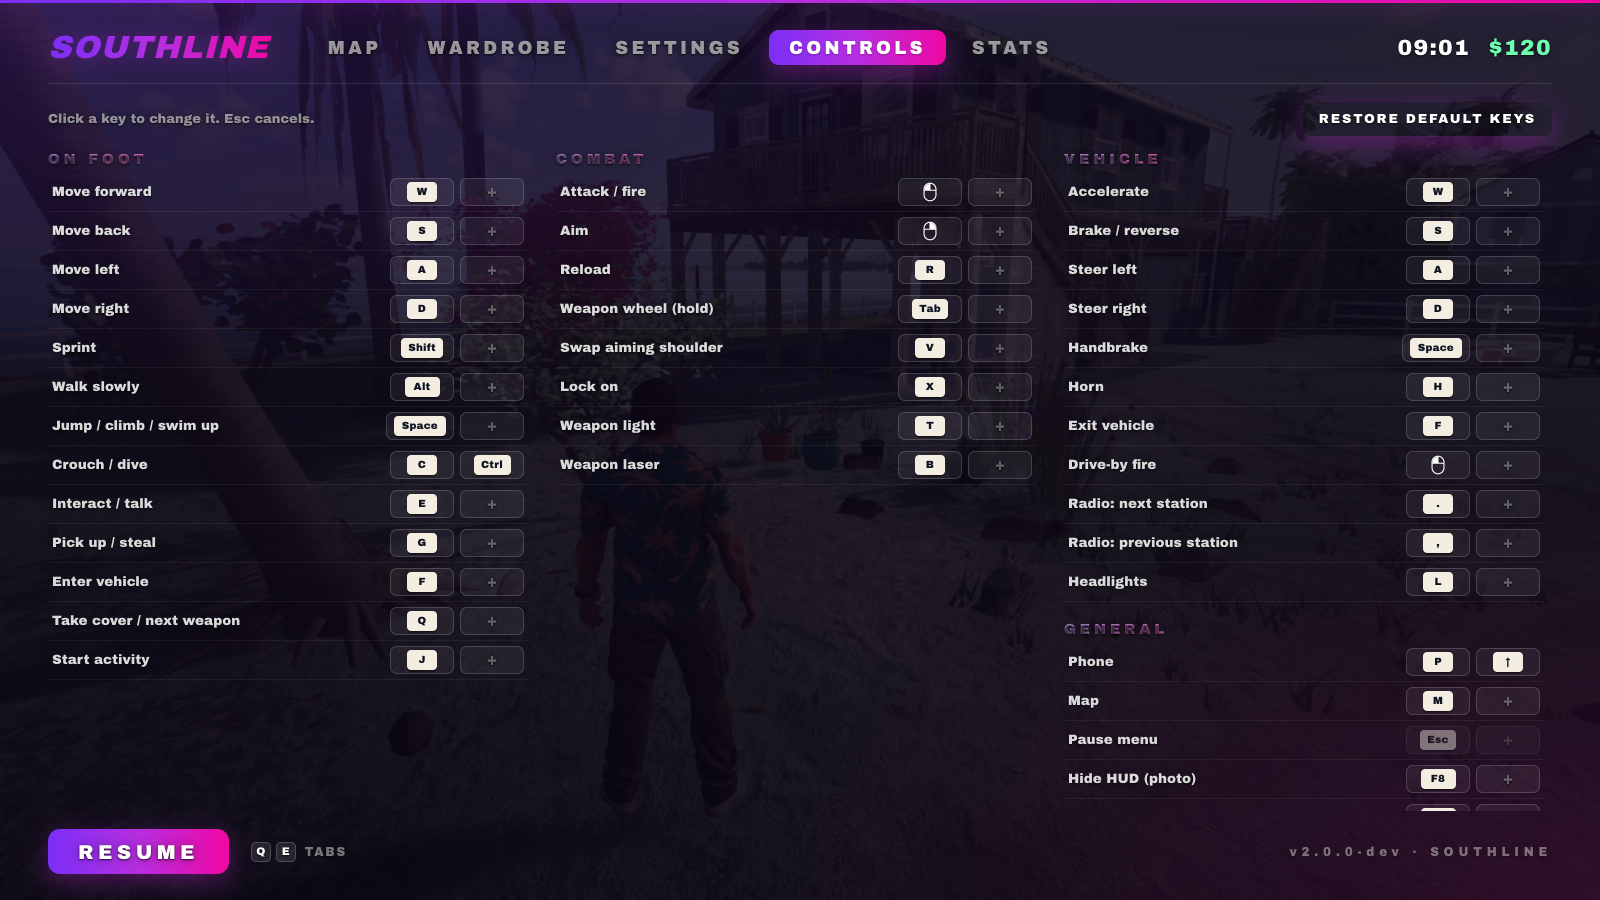 SOUTHLINE MAP WARDROBE SETTINGS CONTROLS STATS 09:01 $120
Click a key to change it. Esc cancels. RESTORE DEFAULT KEYS
ON FOOT
Move forward W +
Move back S +
Move left A +
Move right D +
Sprint Shift +
Walk slowly Alt +
Jump / climb / swim up Space +
Crouch / dive C Ctrl
Interact / talk E +
Pick up / steal G +
Enter vehicle F +
Take cover / next weapon Q +
Start activity J +
COMBAT
Attack / fire +
Aim +
Reload R +
Weapon wheel (hold) Tab +
Swap aiming shoulder V +
Lock on X +
Weapon light T +
Weapon laser B +
VEHICLE
Accelerate W +
Brake / reverse S +
Steer left A +
Steer right D +
Handbrake Space +
Horn H +
Exit vehicle F +
Drive-by fire +
Radio: next station . +
Radio: previous station , +
Headlights L +
GENERAL
Phone P ↑
Map M +
Pause menu Esc +
Hide HUD (photo) F8 +
RESUME Q E TABS v2.0.0-dev · SOUTHLINE